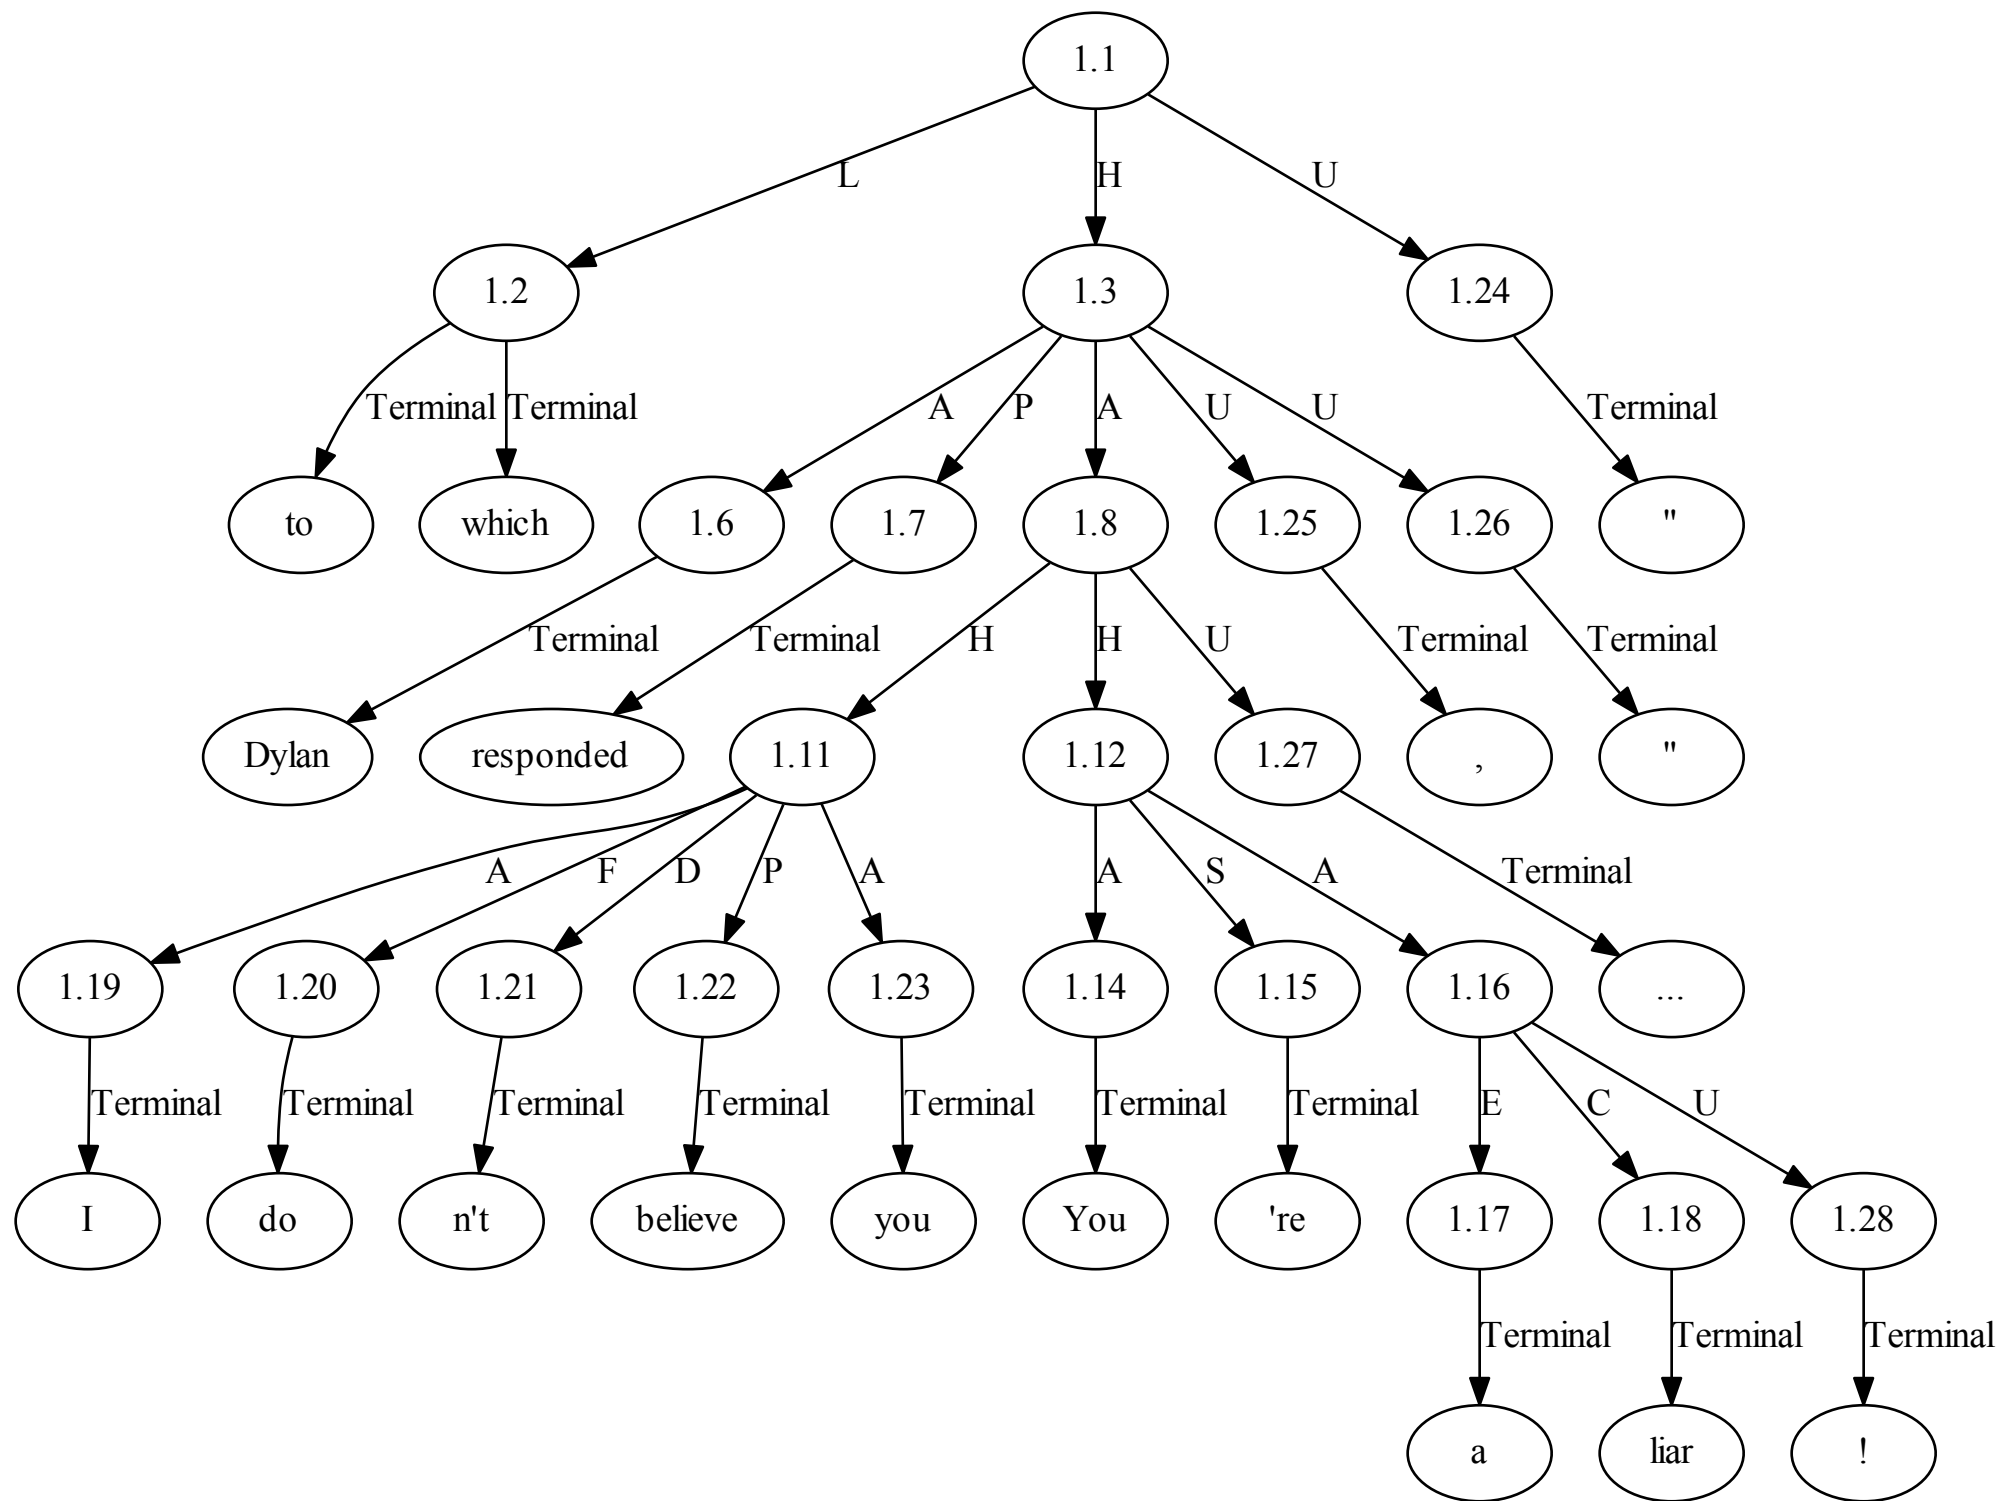 1.1
L H U
1.2 1.3 1.24
Terminal Terminal A P A U U Terminal
to which 1.6 1.7 1.8 1.25 1.26 "
Terminal Terminal H H U Terminal Terminal
Dylan responded 1.11 1.12 1.27 , "
A F D P A A S A Terminal
1.19 1.20 1.21 1.22 1.23 1.14 1.15 1.16 ...
Terminal Terminal Terminal Terminal Terminal Terminal Terminal E C U
I do n't believe you You 're 1.17 1.18 1.28
Terminal Terminal Terminal
a liar !